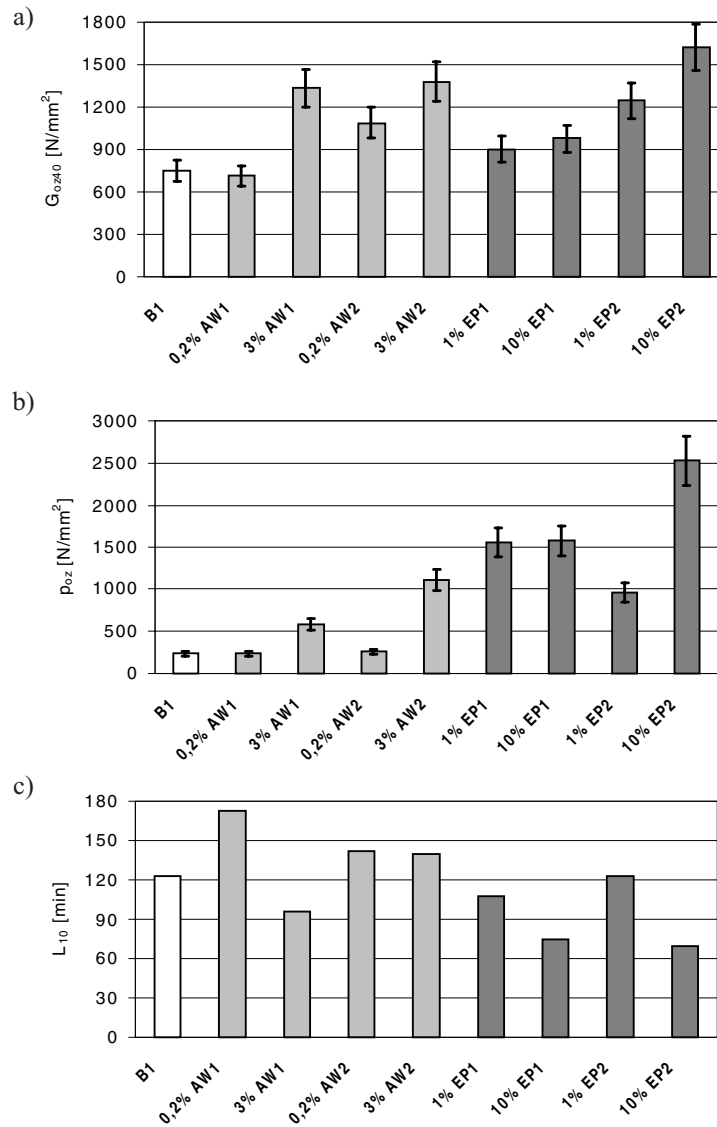 a)
G_oz40 [N/mm²]
1800
1500
1200
900
600
300
0
B1
0,2% AW1
3% AW1
0,2% AW2
3% AW2
1% EP1
10% EP1
1% EP2
10% EP2
b)
p_oz [N/mm²]
3000
2500
2000
1500
1000
500
0
B1
0,2% AW1
3% AW1
0,2% AW2
3% AW2
1% EP1
10% EP1
1% EP2
10% EP2
c)
L_10 [min]
180
150
120
90
60
30
0
B1
0,2% AW1
3% AW1
0,2% AW2
3% AW2
1% EP1
10% EP1
1% EP2
10% EP2